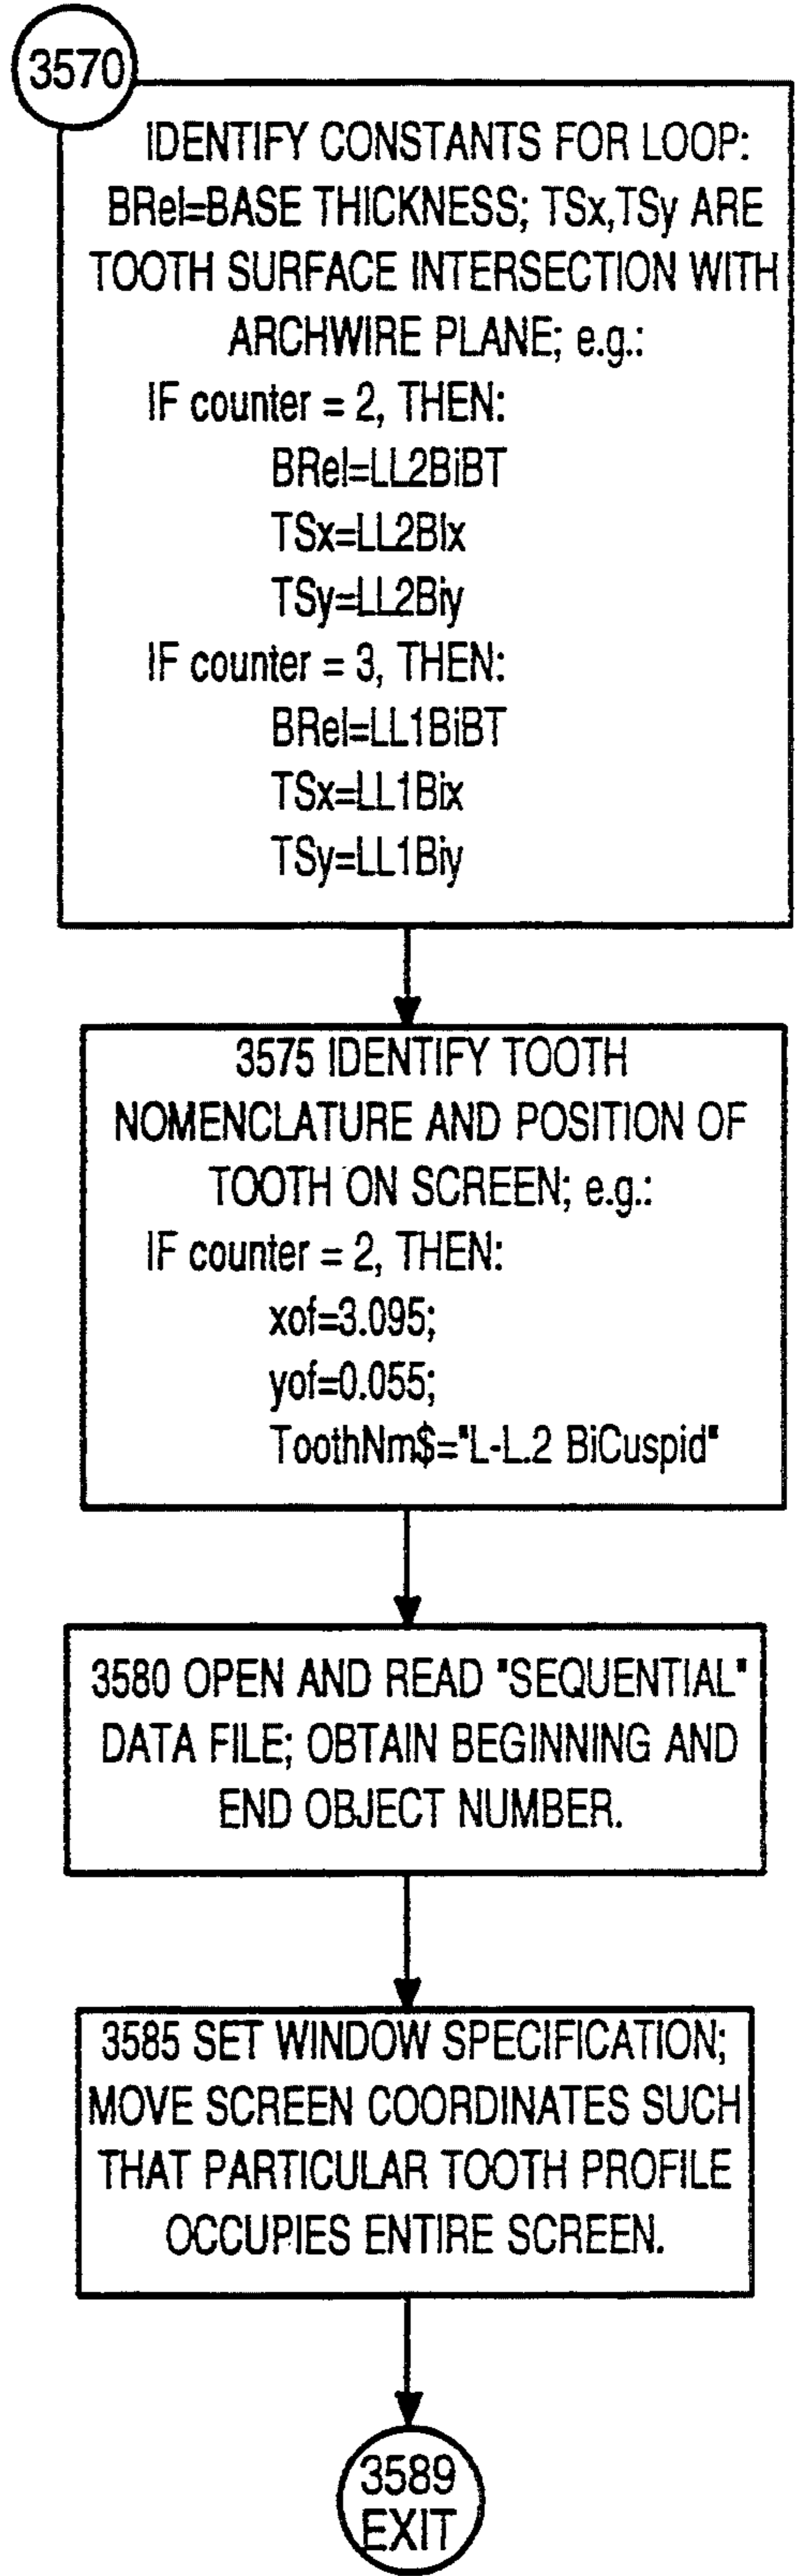 3570
IDENTIFY CONSTANTS FOR LOOP:
BRel=BASE THICKNESS; TSx,TSy ARE
TOOTH SURFACE INTERSECTION WITH
ARCHWIRE PLANE; e.g.:
IF counter = 2, THEN:
BRel=LL2BiBT
TSx=LL2BIx
TSy=LL2Biy
IF counter = 3, THEN:
BRel=LL1BiBT
TSx=LL1Bix
TSy=LL1Biy
3575 IDENTIFY TOOTH
NOMENCLATURE AND POSITION OF
TOOTH ON SCREEN; e.g.:
IF counter = 2, THEN:
xof=3.095;
yof=0.055;
ToothNm$="L-L.2 BiCuspid"
3580 OPEN AND READ "SEQUENTIAL"
DATA FILE; OBTAIN BEGINNING AND
END OBJECT NUMBER.
3585 SET WINDOW SPECIFICATION;
MOVE SCREEN COORDINATES SUCH
THAT PARTICULAR TOOTH PROFILE
OCCUPIES ENTIRE SCREEN.
3589
EXIT